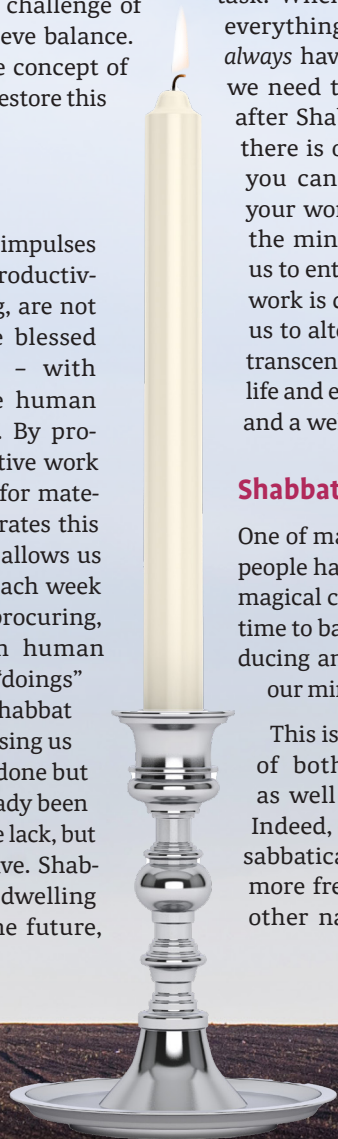 challenge of
ieve balance.
e concept of
estore this
impulses
roductiv-
g, are not
e blessed
– with
e human
. By pro-
tive work
for mate-
rates this
allows us
ach week
procuring,
n human
“doings”
habbat
sing us
done but
ady been
e lack, but
ve. Shab-
dwelling
he future,
task. When
everything
always hav
we need t
after Shab
there is o
you can
your wor
the min
us to ent
work is d
us to alte
transcen
life and e
and a we
Shabbat
One of ma
people ha
magical c
time to ba
ducing an
our min
This is
of both
as well
Indeed,
sabbatica
more fre
other na